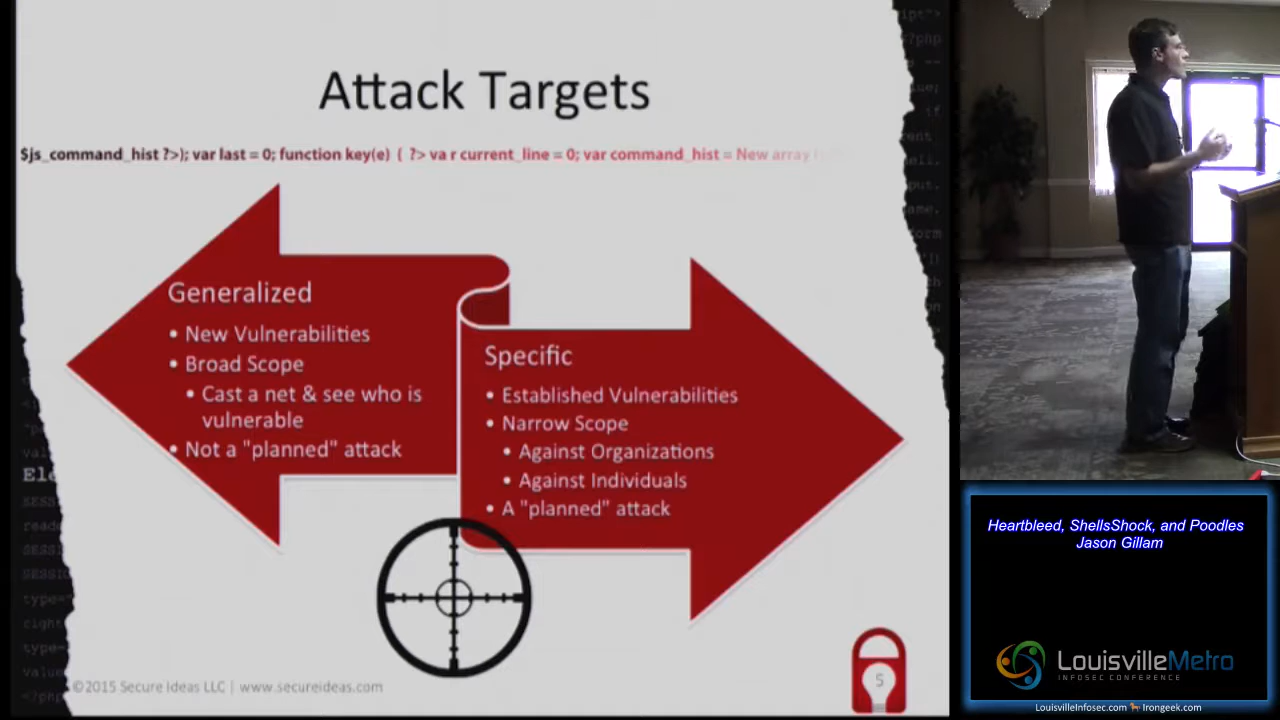 Attack Targets
$js_command_hist ?>); var last = 0; function key(e) { ?> va r current_line = 0; var command_hist = New array
Generalized
• New Vulnerabilities
• Broad Scope
• Cast a net & see who is
vulnerable
• Not a "planned" attack
Specific
• Established Vulnerabilities
• Narrow Scope
• Against Organizations
• Against Individuals
• A "planned" attack
©2015 Secure Ideas LLC | www.secureideas.com
S
Heartbleed, ShellsShock, and Poodles
Jason Gillam
LouisvilleMetro
INFOSEC CONFERENCE
LouisvilleInfosec.com Irongeek.com